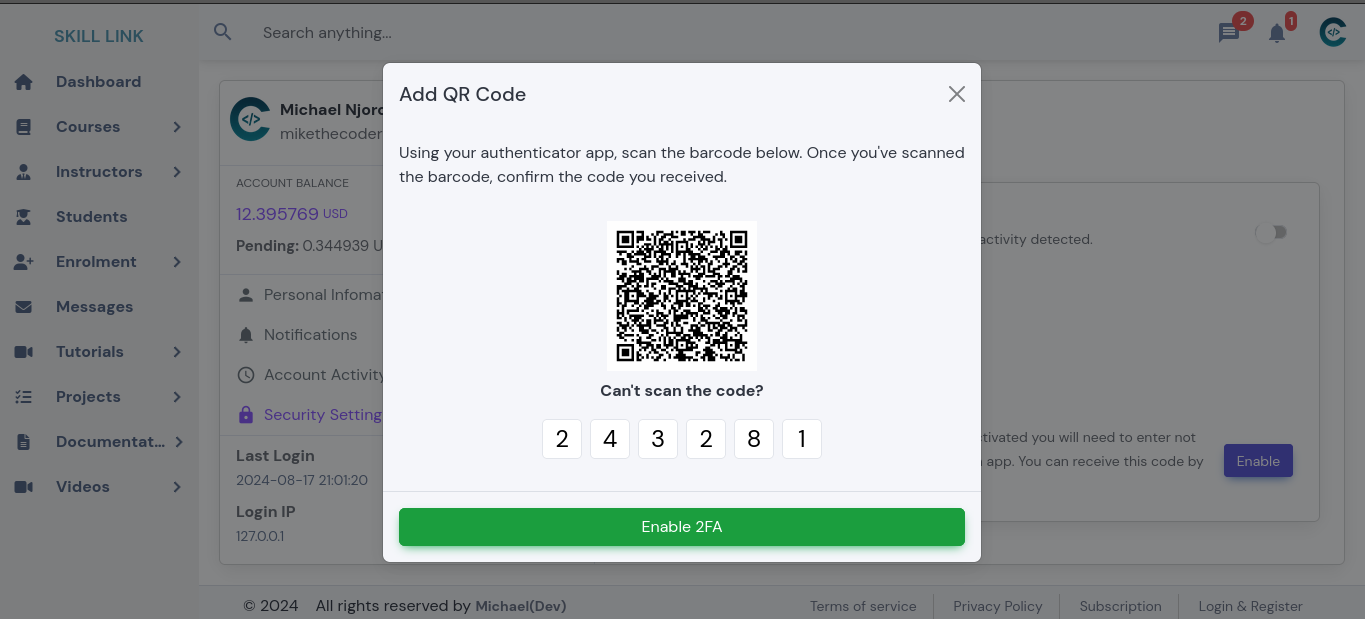 SKILL LINK
Search anything...
2
1
Dashboard
Courses
Instructors
Students
Enrolment
Messages
Tutorials
Projects
Documentat...
Videos
Michael Njoro
mikethecoder
ACCOUNT BALANCE
12.395769 USD
Pending: 0.344939 U
Personal Infoma
Notifications
Account Activity
Security Setting
Last Login
2024-08-17 21:01:20
Login IP
127.0.0.1
Add QR Code
Using your authenticator app, scan the barcode below. Once you've scanned
the barcode, confirm the code you received.
Can't scan the code?
2 4 3 2 8 1
Enable 2FA
activity detected.
ctivated you will need to enter not
app. You can receive this code by
Enable
© 2024 All rights reserved by Michael(Dev)
Terms of service
Privacy Policy
Subscription
Login & Register